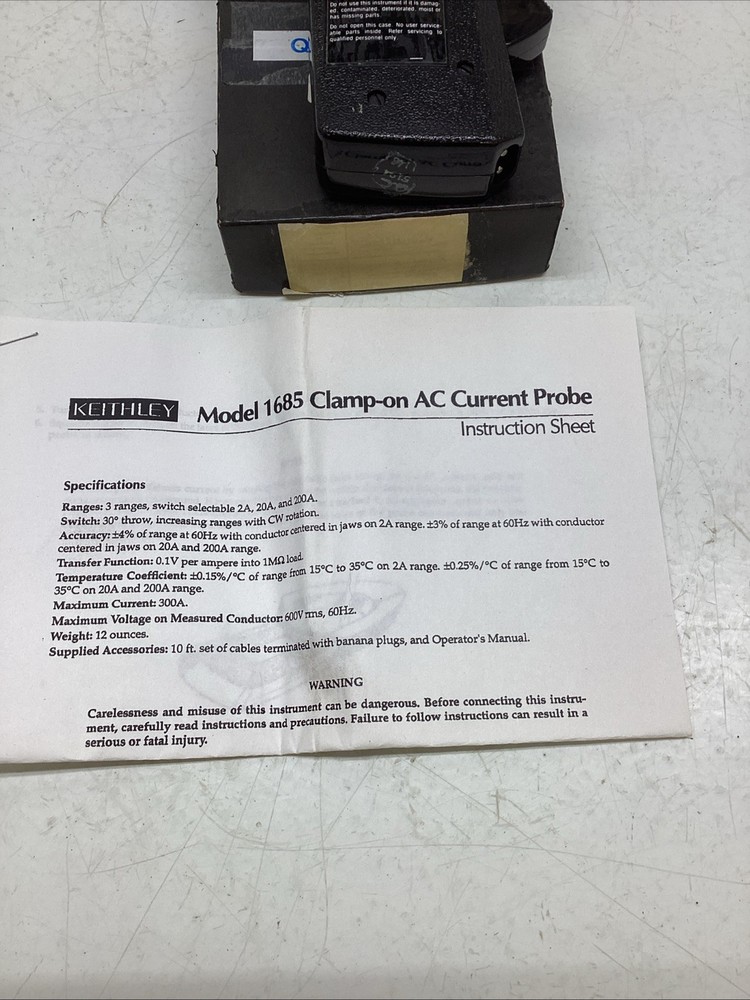 Do not use this instrument if it is damag-
ed, contaminated, deteriorated, moist or
has missing parts.
Do not open this case. No user service-
able parts inside. Refer servicing to
qualified personnel only.
Q
KEITHLEY Model 1685 Clamp-on AC Current Probe
Instruction Sheet
Specifications
Ranges: 3 ranges, switch selectable 2A, 20A, and 200A.
Switch: 30° throw, increasing ranges with CW rotation.
Accuracy: ±4% of range at 60Hz with conductor centered in jaws on 2A range. ±3% of range at 60Hz with conductor
centered in jaws on 20A and 200A range.
Transfer Function: 0.1V per ampere into 1MΩ load.
Temperature Coefficient: ±0.15%/°C of range from 15°C to 35°C on 2A range. ±0.25%/°C of range from 15°C to
35°C on 20A and 200A range.
Maximum Current: 300A.
Maximum Voltage on Measured Conductor: 600V rms, 60Hz.
Weight: 12 ounces.
Supplied Accessories: 10 ft. set of cables terminated with banana plugs, and Operator's Manual.
WARNING
Carelessness and misuse of this instrument can be dangerous. Before connecting this instru-
ment, carefully read instructions and precautions. Failure to follow instructions can result in a
serious or fatal injury.